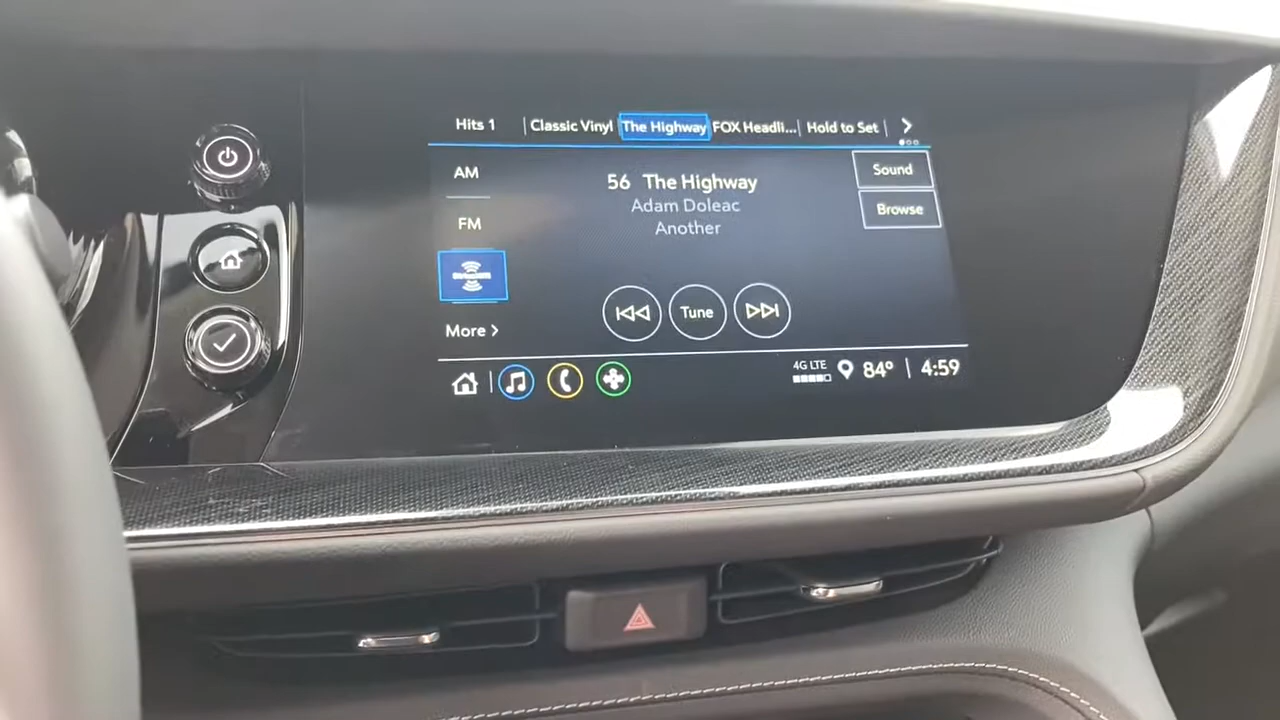 Hits 1 Classic Vinyl The Highway FOX Headli... Hold to Set
AM
56 The Highway
Sound
Adam Doleac
Browse
FM
Another
Tune
More
4G LTE
84° 4:59